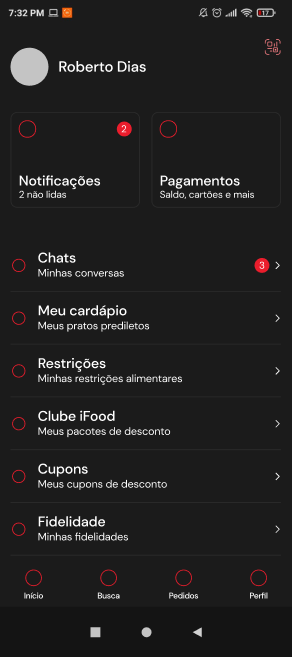 7:32 PM
17
Roberto Dias
2
Notificações
2 não lidas
Pagamentos
Saldo, cartões e mais
Chats
Minhas conversas
3
Meu cardápio
Meus pratos prediletos
Restrições
Minhas restrições alimentares
Clube iFood
Meus pacotes de desconto
Cupons
Meus cupons de desconto
Fidelidade
Minhas fidelidades
Início
Busca
Pedidos
Perfil